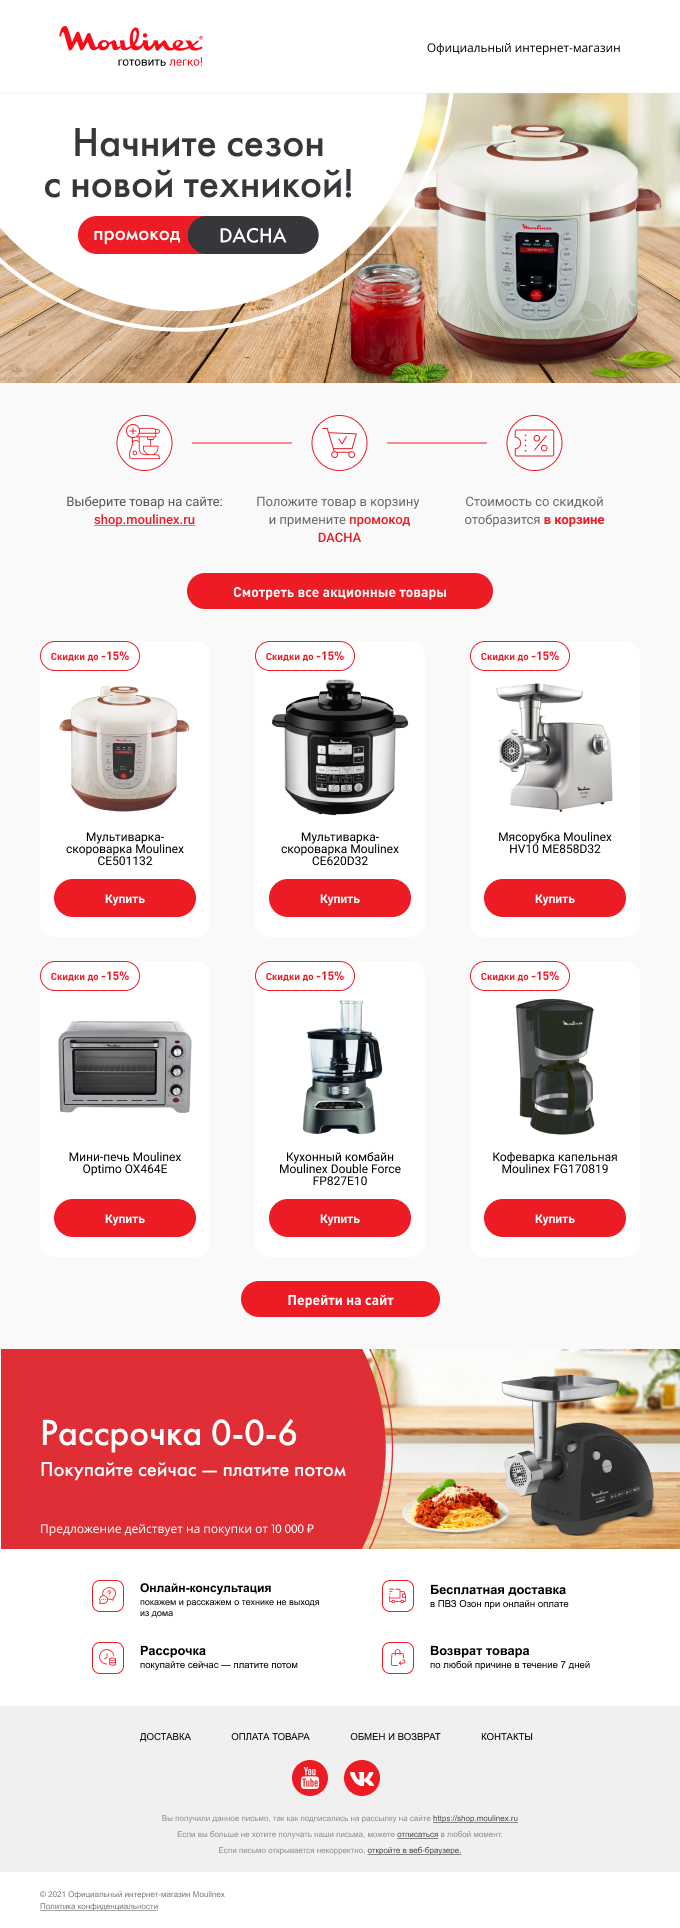 Moulinex
готовить легко!
Официальный интернет-магазин
Начните сезон
с новой техникой!
промокод DACHA
Moulinex
Выберите товар на сайте:
shop.moulinex.ru
Положите товар в корзину
и примените промокод
DACHA
Стоимость со скидкой
отобразится в корзине
Смотреть все акционные товары
Скидки до -15%
Скидки до -15%
Скидки до -15%
Мультиварка-
скороварка Moulinex
CE501132
Мультиварка-
скороварка Moulinex
CE620D32
Мясорубка Moulinex
HV10 ME858D32
Купить
Купить
Купить
Скидки до -15%
Скидки до -15%
Скидки до -15%
Мини-печь Moulinex
Optimo OX464E
Кухонный комбайн
Moulinex Double Force
FP827E10
Кофеварка капельная
Moulinex FG170819
Купить
Купить
Купить
Перейти на сайт
Рассрочка 0-0-6
Покупайте сейчас — платите потом
Предложение действует на покупки от 10 000 ₽
Онлайн-консультация
покажем и расскажем о технике не выходя
из дома
Бесплатная доставка
в ПВЗ Озон при онлайн оплате
Рассрочка
покупайте сейчас — платите потом
Возврат товара
по любой причине в течение 7 дней
ДОСТАВКА ОПЛАТА ТОВАРА ОБМЕН И ВОЗВРАТ КОНТАКТЫ
You Tube
Вы получили данное письмо, так как подписались на рассылку на сайте https://shop.moulinex.ru
Если вы больше не хотите получать наши письма, можете отписаться в любой момент.
Если письмо открывается некорректно, откройте в веб-браузере.
© 2021 Официальный интернет-магазин Moulinex
Политика конфиденциальности